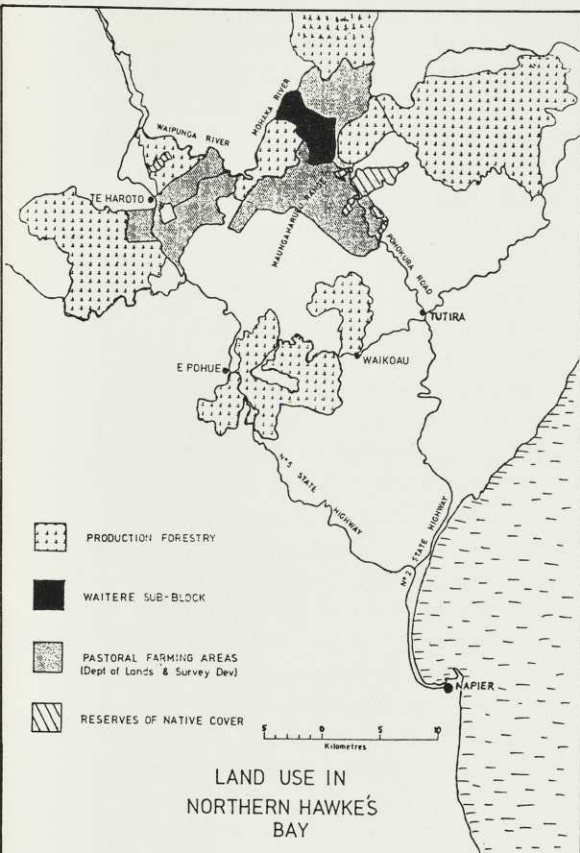 WAIPUNGA RIVER
MOHAKA RIVER
TE HAROTO
MAUNGAHARURU RANGE
POHOKURA ROAD
TUTIRA
WAIKOAU
E POHUE
Nº 5 STATE HIGHWAY
Nº 2 STATE HIGHWAY
NAPIER
PRODUCTION FORESTRY
WAITERE SUB-BLOCK
PASTORAL FARMING AREAS
(Dept of Lands & Survey Dev)
RESERVES OF NATIVE COVER
5 0 5 10
Kilometres
LAND USE IN
NORTHERN HAWKE'S
BAY